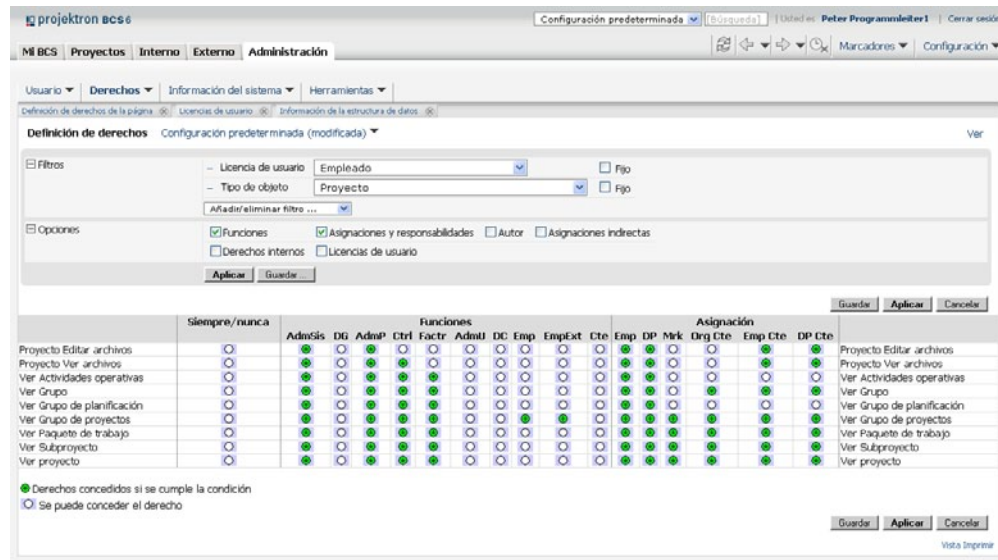 projektron BCS6 Configuración predeterminada [Búsqueda] | Usted es Peter Programmleiter1 | Cerrar sesión
Mi BCS Proyectos Interno Externo Administración Marcadores Configuración
Usuario Derechos Información del sistema Herramientas
Definición de derechos de la página Licencias de usuario Información de la estructura de datos
Definición de derechos Configuración predeterminada (modificada) Ver
Filtros – Licencia de usuario Empleado Fijo
– Tipo de objeto Proyecto Fijo
Añadir/eliminar filtro ...
Opciones Funciones Asignaciones y responsabilidades Autor Asignaciones indirectas
Derechos internos Licencias de usuario
Aplicar Guardar...
Guardar Aplicar Cancelar
Siempre/nunca Funciones Asignación
AdmSis DG AdmP Ctrl Factr AdmU DC Emp EmpExt Cte Emp DP Mrk Org Cte Emp Cte DP Cte
Proyecto Editar archivos Proyecto Editar archivos
Proyecto Ver archivos Proyecto Ver archivos
Ver Actividades operativas Ver Actividades operativas
Ver Grupo Ver Grupo
Ver Grupo de planificación Ver Grupo de planificación
Ver Grupo de proyectos Ver Grupo de proyectos
Ver Paquete de trabajo Ver Paquete de trabajo
Ver Subproyecto Ver Subproyecto
Ver proyecto Ver proyecto
Derechos concedidos si se cumple la condición
Se puede conceder el derecho
Guardar Aplicar Cancelar
Vista Imprimir